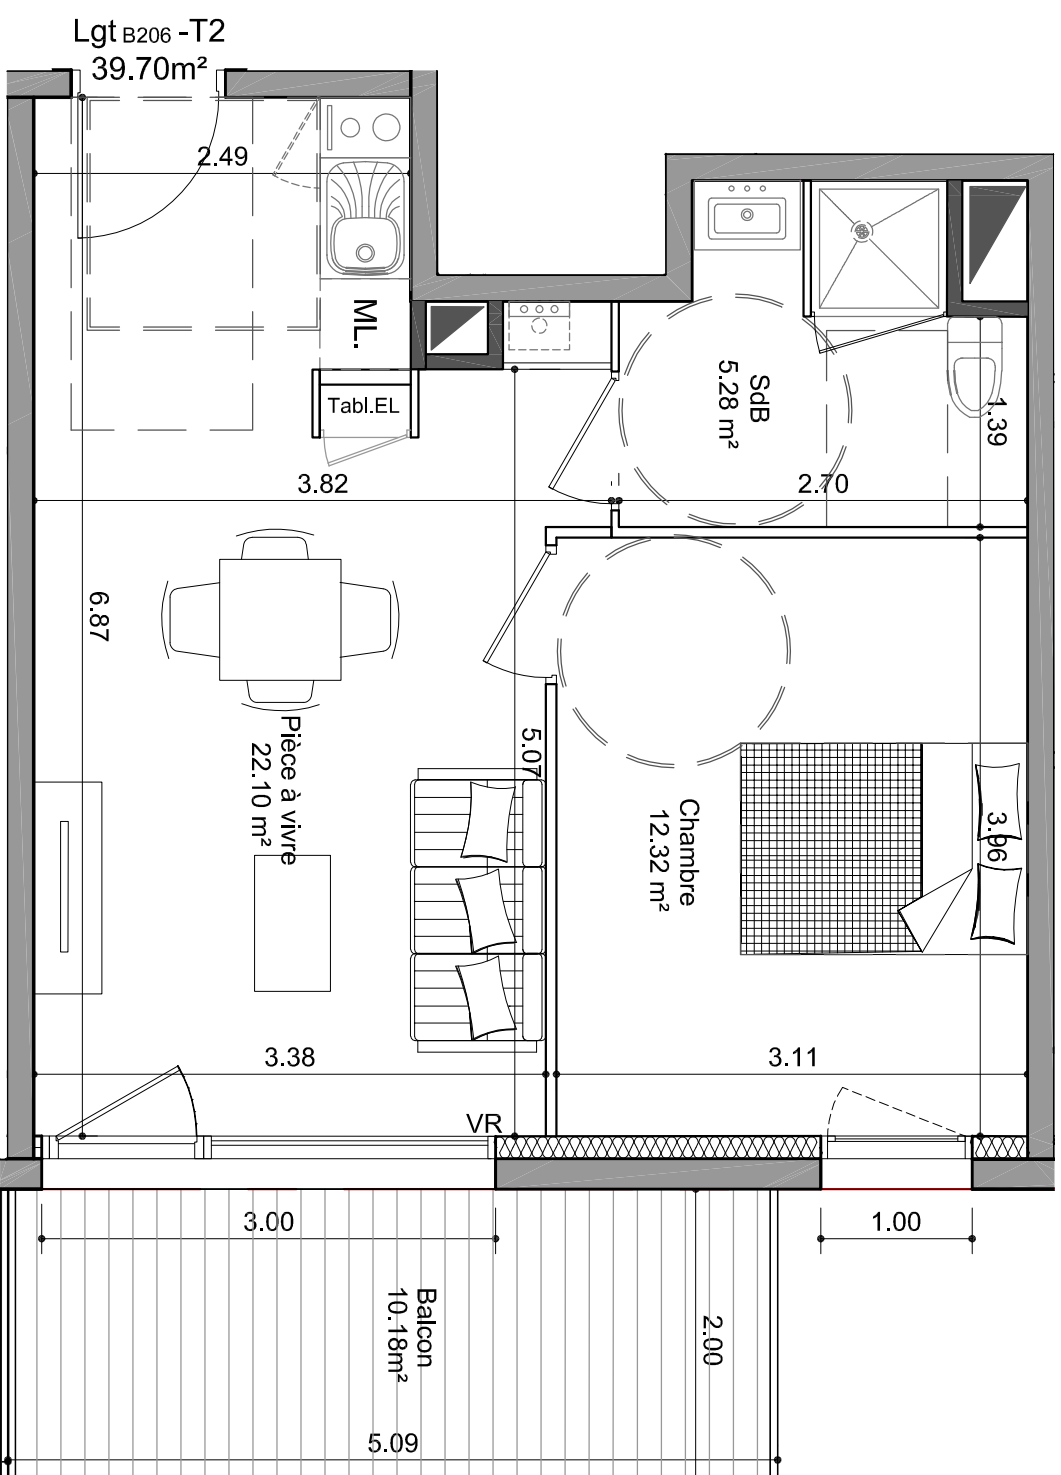 Lgt B206 -T2
39.70m²
2.49
ML.
Tabl.EL
SdB
5.28 m²
1.39
3.82
2.70
6.87
Pièce à vivre
22.10 m²
5.07
Chambre
12.32 m²
3.96
3.38
3.11
VR
3.00
1.00
Balcon
10.18m²
2.00
5.09